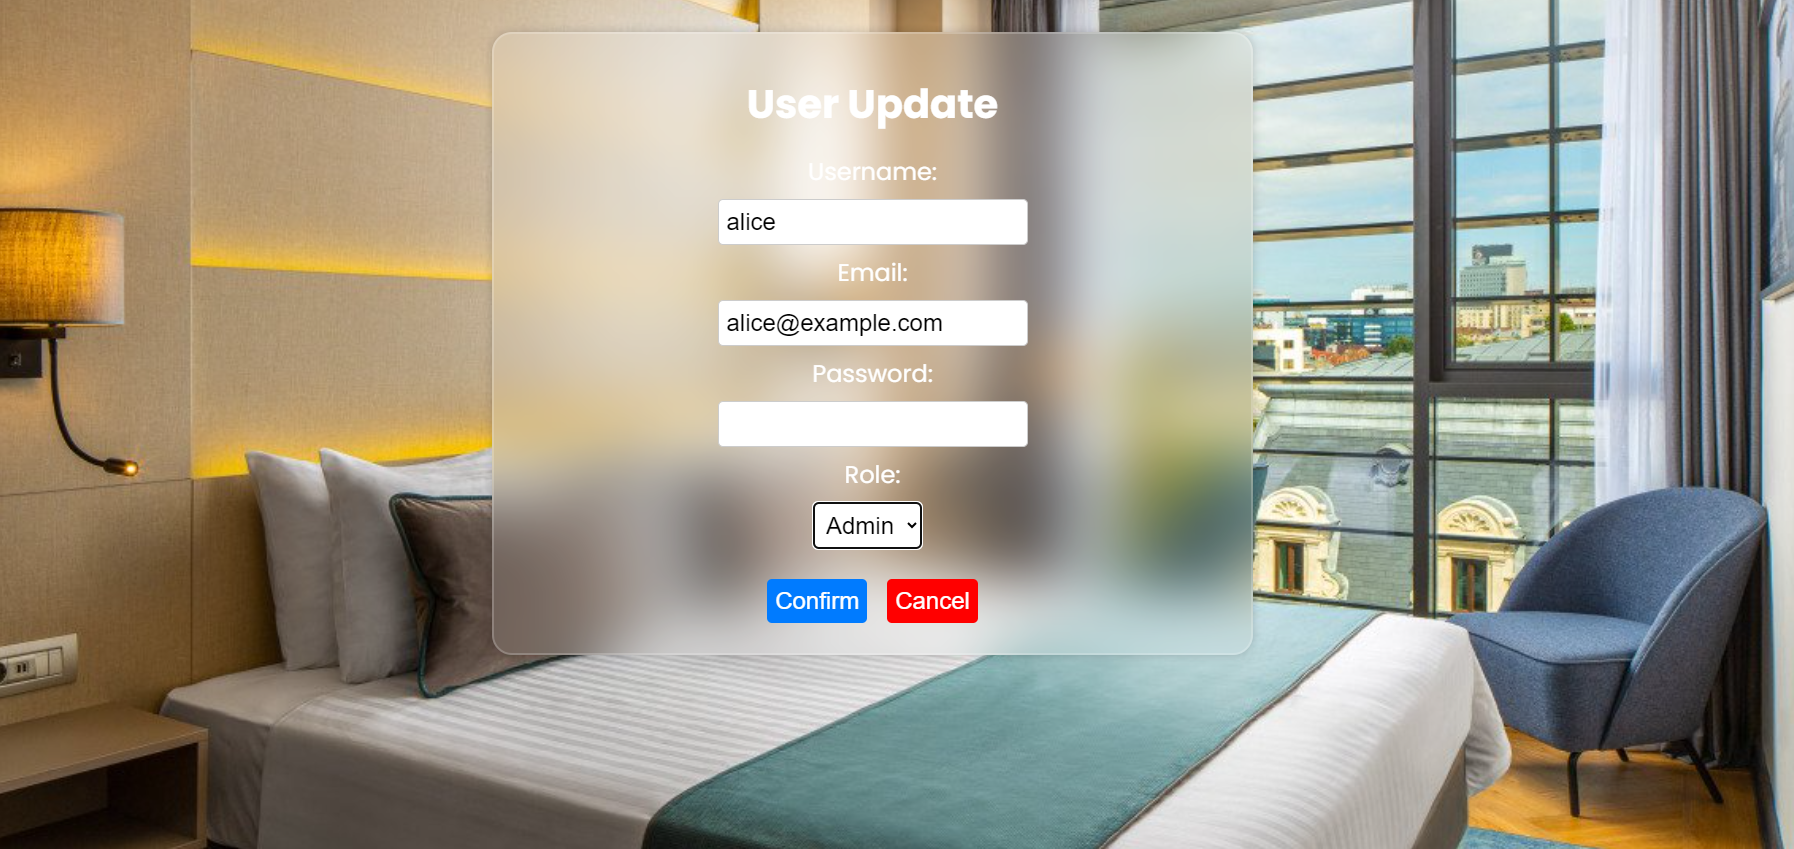 User Update
Username:
alice
Email:
alice@example.com
Password:
Role:
Admin
Confirm Cancel